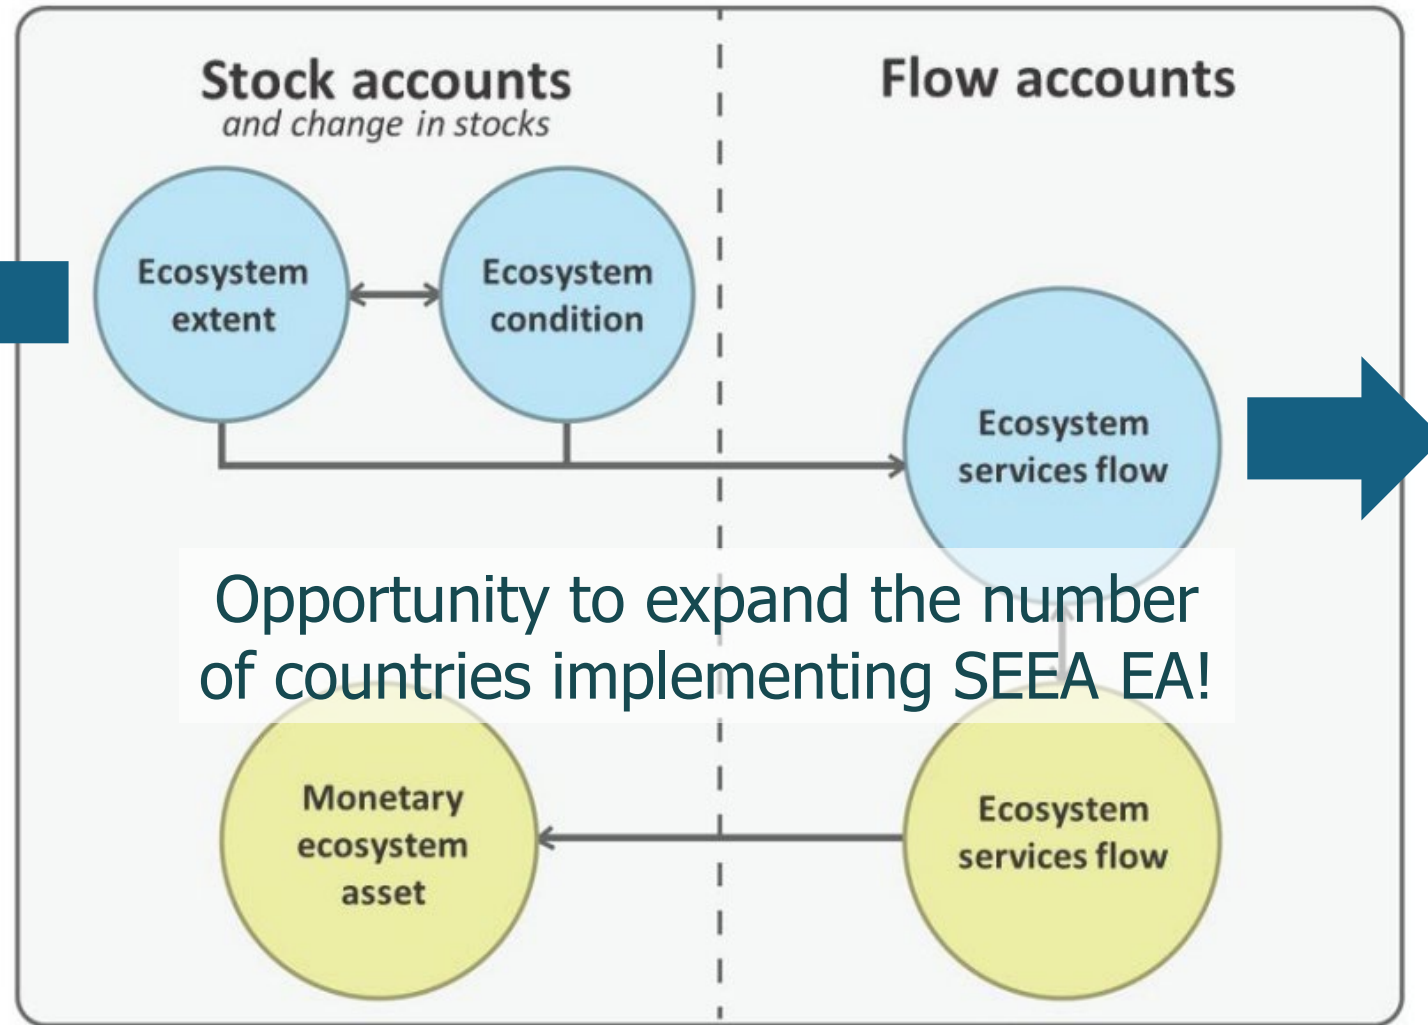 Stock accounts
and change in stocks
Flow accounts
Ecosystem
extent
Ecosystem
condition
Ecosystem
services flow
Opportunity to expand the number
of countries implementing SEEA EA!
Monetary
ecosystem
asset
Ecosystem
services flow